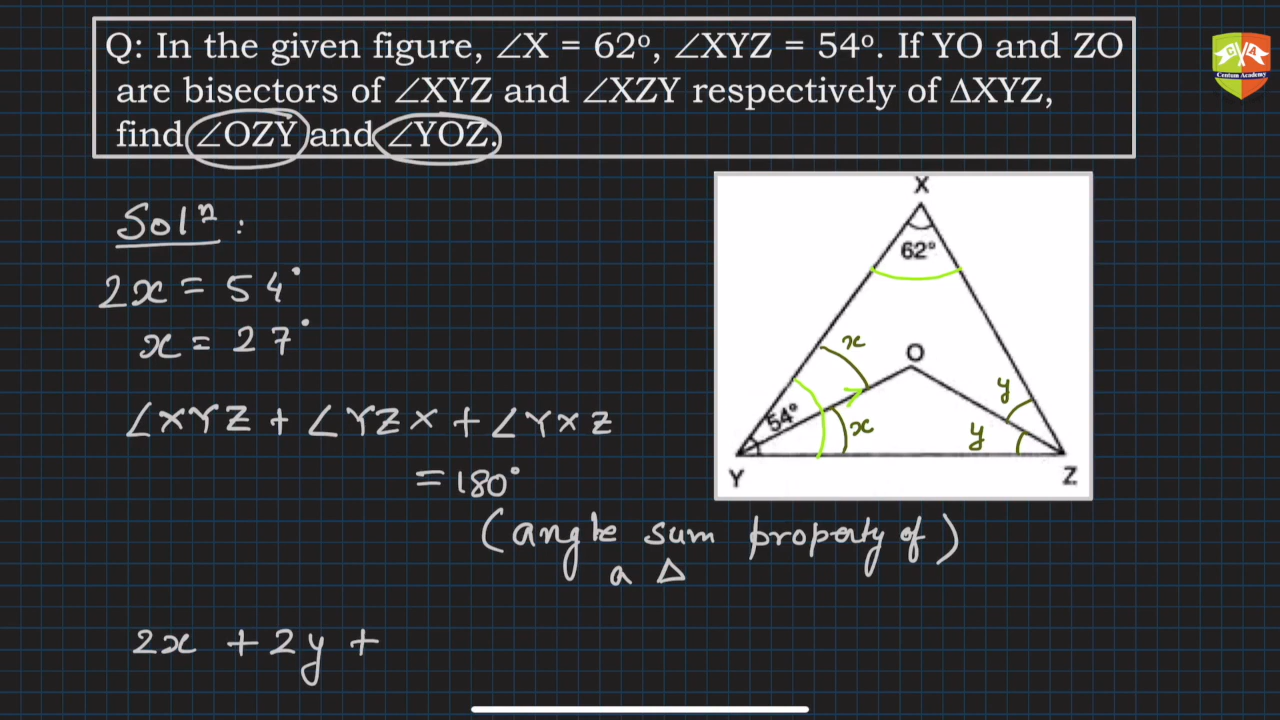 Q: In the given figure, ∠X = 62°, ∠XYZ = 54°. If YO and ZO
are bisectors of ∠XYZ and ∠XZY respectively of ΔXYZ,
find ∠OZY and ∠YOZ.
CA
Centum Academy
Solⁿ :
2x = 54°
x = 27°
∠XYZ + ∠YZX + ∠YXZ
= 180°
(angle sum property of)
a Δ
2x + 2y +
X
62°
x
O
y
54°
x
y
Y
Z